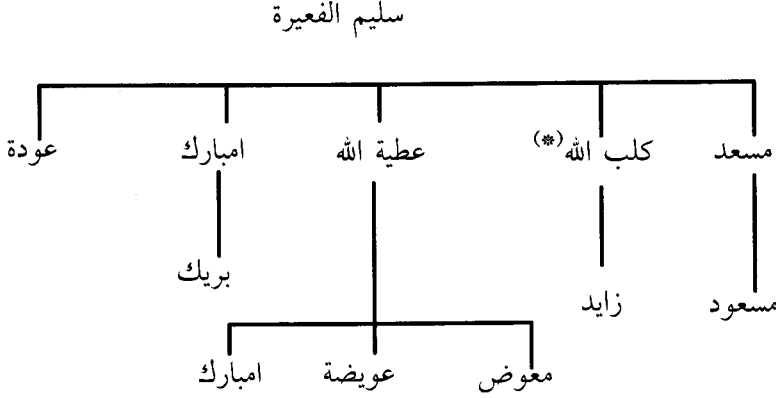 سليم الفعيرة
مسعد كلب الله(*) عطية الله امبارك عودة
بريك
مسعود زايد
معوض عويضة امبارك